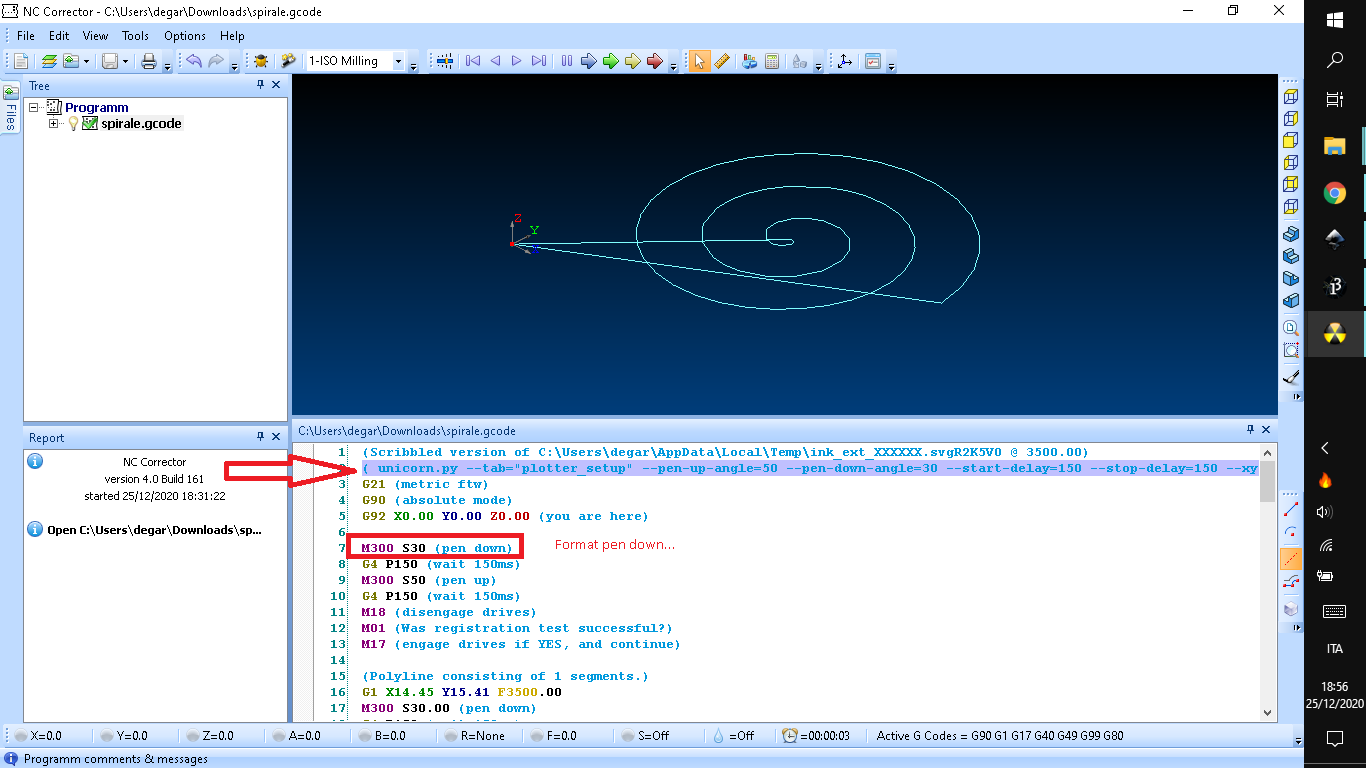 NC Corrector - C:\Users\degar\Downloads\spirale.gcode
File Edit View Tools Options Help
1-ISO Milling
Tree
Files
Programm
spirale.gcode
Z
Y
Report
NC Corrector
version 4.0 Build 161
started 25/12/2020 18:31:22
Open C:\Users\degar\Downloads\sp...
C:\Users\degar\Downloads\spirale.gcode
1 (Scribbled version of C:\Users\degar\AppData\Local\Temp\ink_ext_XXXXXX.svgR2K5V0 @ 3500.00)
( unicorn.py --tab="plotter_setup" --pen-up-angle=50 --pen-down-angle=30 --start-delay=150 --stop-delay=150 --xy
3 G21 (metric ftw)
4 G90 (absolute mode)
5 G92 X0.00 Y0.00 Z0.00 (you are here)
6
7 M300 S30 (pen down)
Format pen down...
8 G4 P150 (wait 150ms)
9 M300 S50 (pen up)
10 G4 P150 (wait 150ms)
11 M18 (disengage drives)
12 M01 (Was registration test successful?)
13 M17 (engage drives if YES, and continue)
14
15 (Polyline consisting of 1 segments.)
16 G1 X14.45 Y15.41 F3500.00
17 M300 S30.00 (pen down)
X=0.0 Y=0.0 Z=0.0 A=0.0 B=0.0 R=None F=0.0 S=Off =Off =00:00:03 Active G Codes = G90 G1 G17 G40 G49 G99 G80
Programm comments & messages
ITA
18:56
25/12/2020